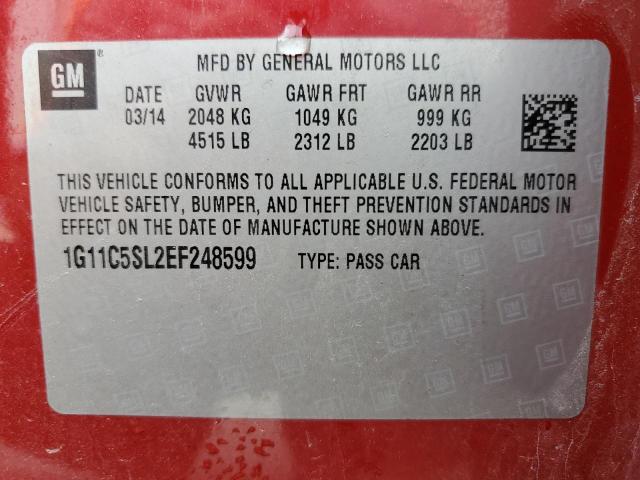 GM ® MFD BY GENERAL MOTORS LLC
DATE GVWR GAWR FRT GAWR RR
03/14 2048 KG 1049 KG 999 KG
4515 LB 2312 LB 2203 LB
THIS VEHICLE CONFORMS TO ALL APPLICABLE U.S. FEDERAL MOTOR
VEHICLE SAFETY, BUMPER, AND THEFT PREVENTION STANDARDS IN
EFFECT ON THE DATE OF MANUFACTURE SHOWN ABOVE.
1G11C5SL2EF248599 TYPE: PASS CAR